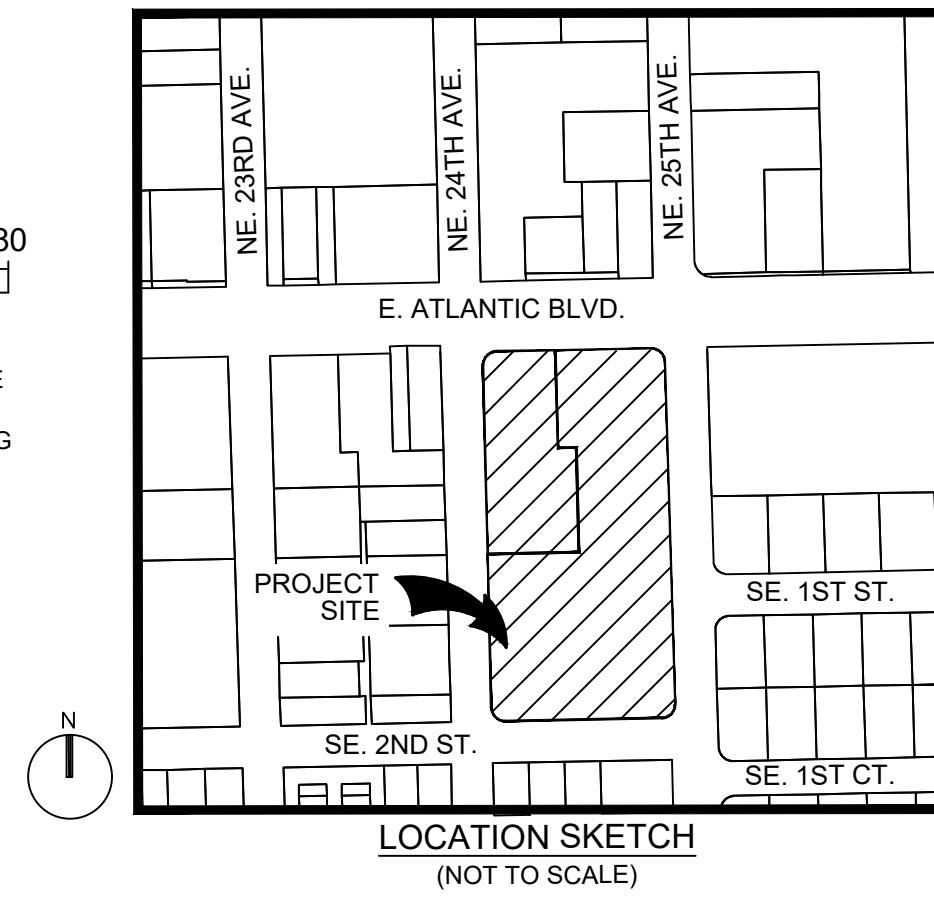 NE. 23RD AVE.
NE. 24TH AVE.
NE. 25TH AVE.
30
E. ATLANTIC BLVD.
E
G
PROJECT
SITE
SE. 1ST ST.
N
SE. 2ND ST.
SE. 1ST CT.
LOCATION SKETCH
(NOT TO SCALE)